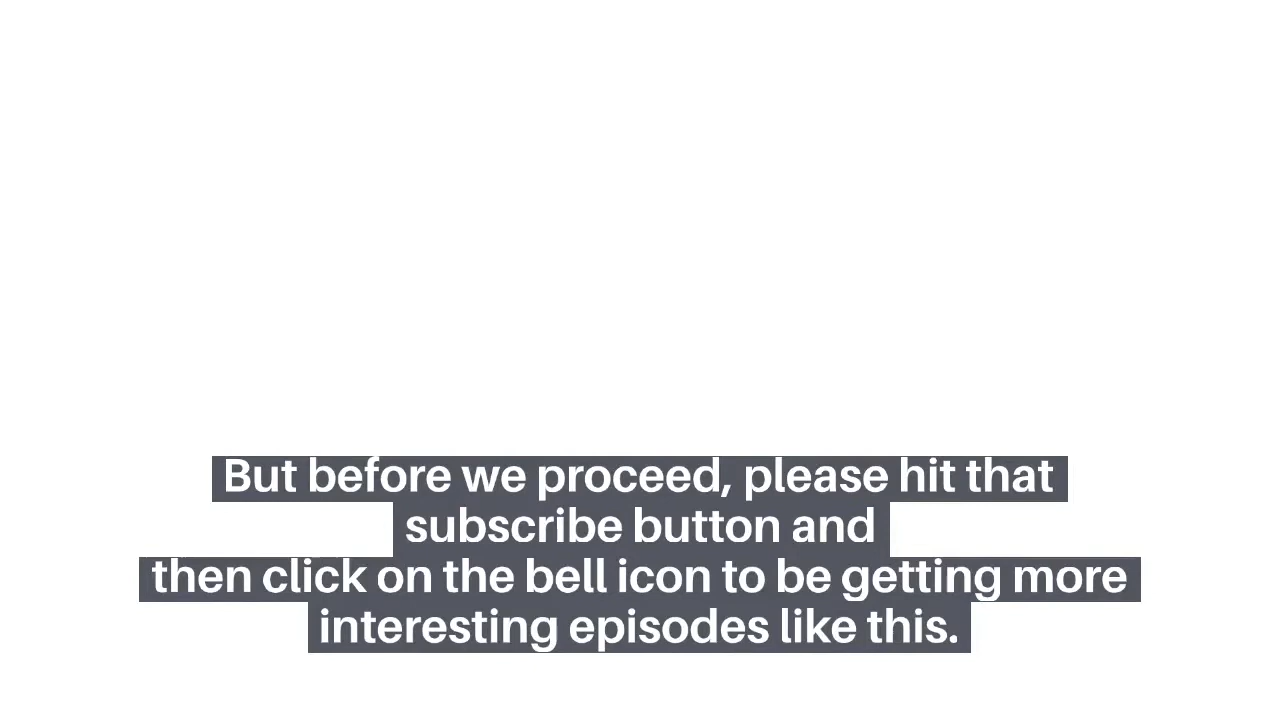 But before we proceed, please hit that
subscribe button and
then click on the bell icon to be getting more
interesting episodes like this.